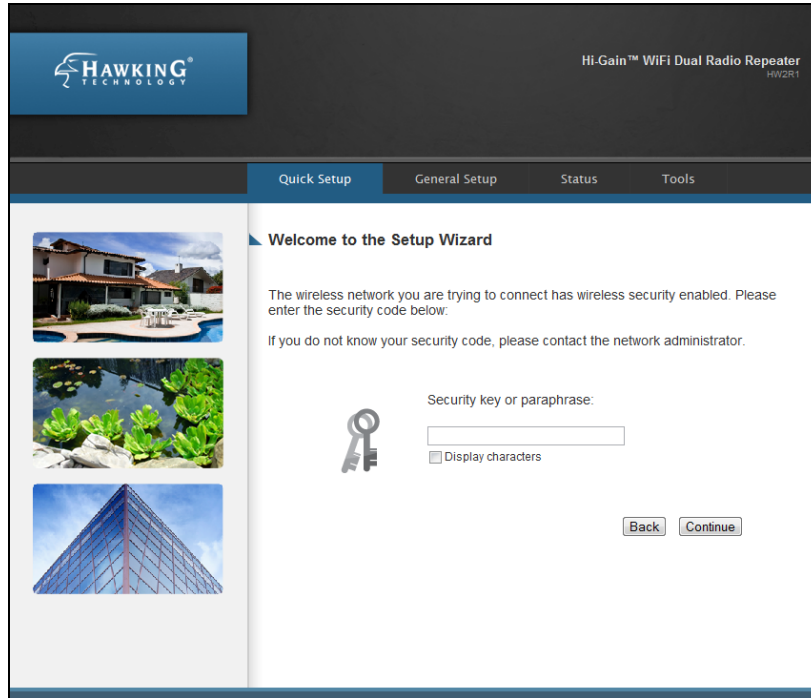 HAWKING®
TECHNOLOGY
Hi-Gain™ WiFi Dual Radio Repeater
HW2R1
Quick Setup General Setup Status Tools
Welcome to the Setup Wizard
The wireless network you are trying to connect has wireless security enabled. Please
enter the security code below:
If you do not know your security code, please contact the network administrator.
Security key or paraphrase:
Display characters
Back Continue